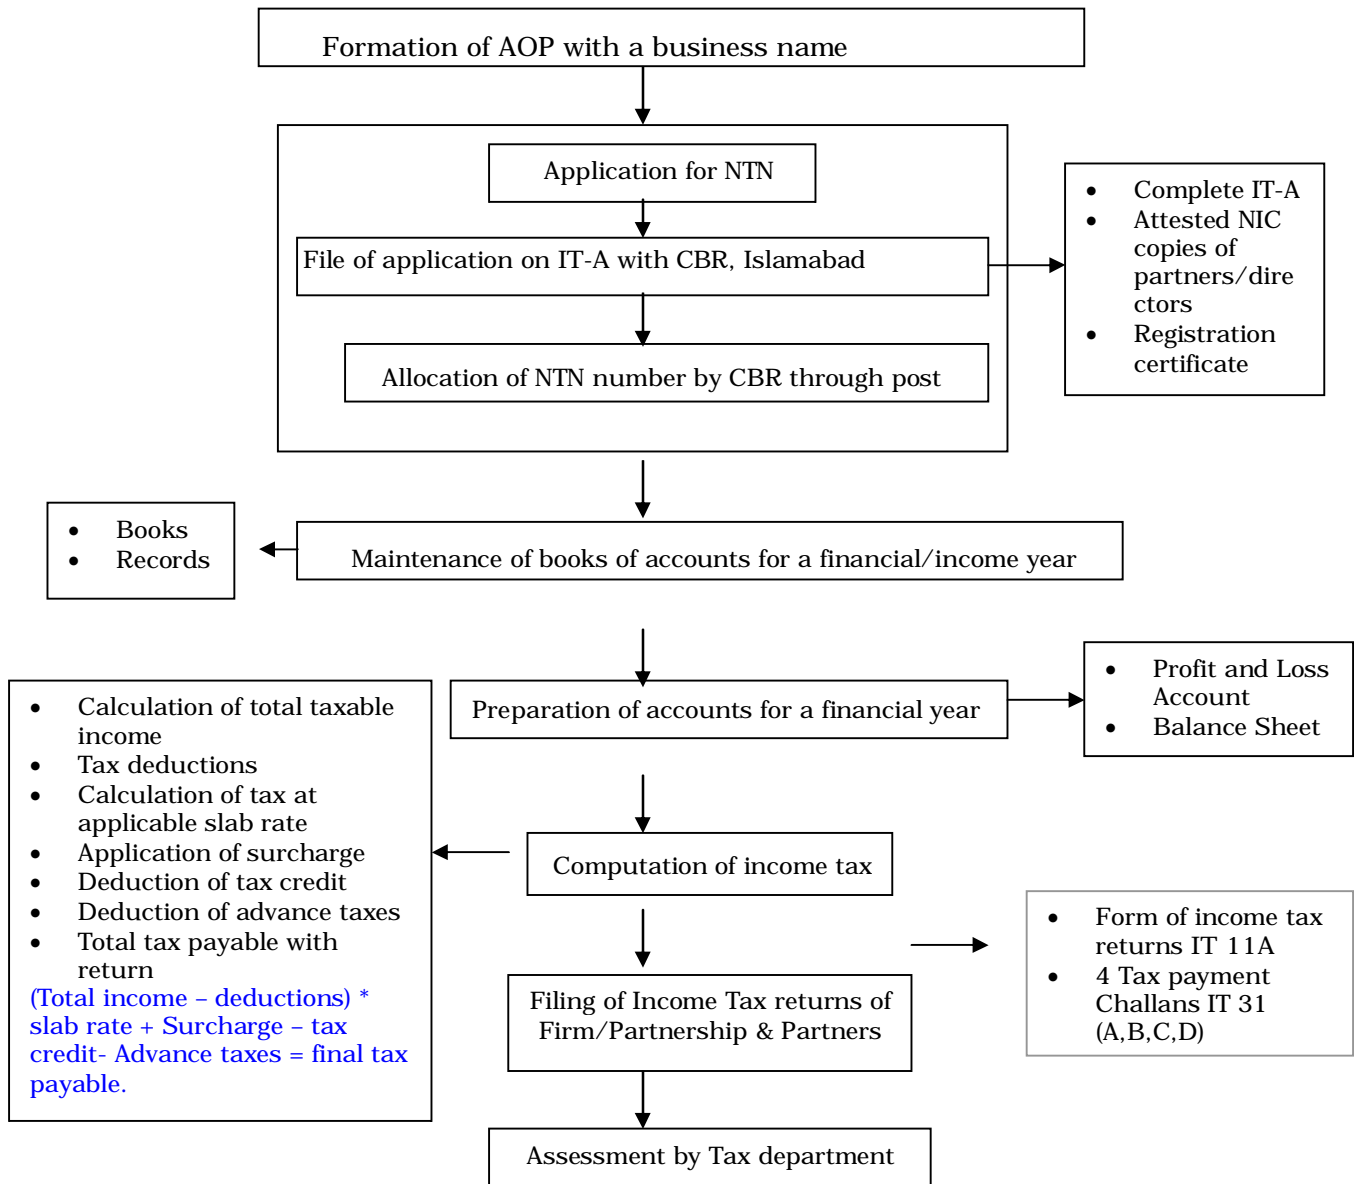 Formation of AOP with a business name
Application for NTN
File of application on IT-A with CBR, Islamabad
Allocation of NTN number by CBR through post
• Complete IT-A
• Attested NIC
copies of
partners/dire
ctors
• Registration
certificate
• Books
• Records
Maintenance of books of accounts for a financial/income year
Preparation of accounts for a financial year
• Profit and Loss
Account
• Balance Sheet
• Calculation of total taxable
income
• Tax deductions
• Calculation of tax at
applicable slab rate
• Application of surcharge
• Deduction of tax credit
• Deduction of advance taxes
• Total tax payable with
return
(Total income – deductions) *
slab rate + Surcharge – tax
credit- Advance taxes = final tax
payable.
Computation of income tax
• Form of income tax
returns IT 11A
• 4 Tax payment
Challans IT 31
(A,B,C,D)
Filing of Income Tax returns of
Firm/Partnership & Partners
Assessment by Tax department